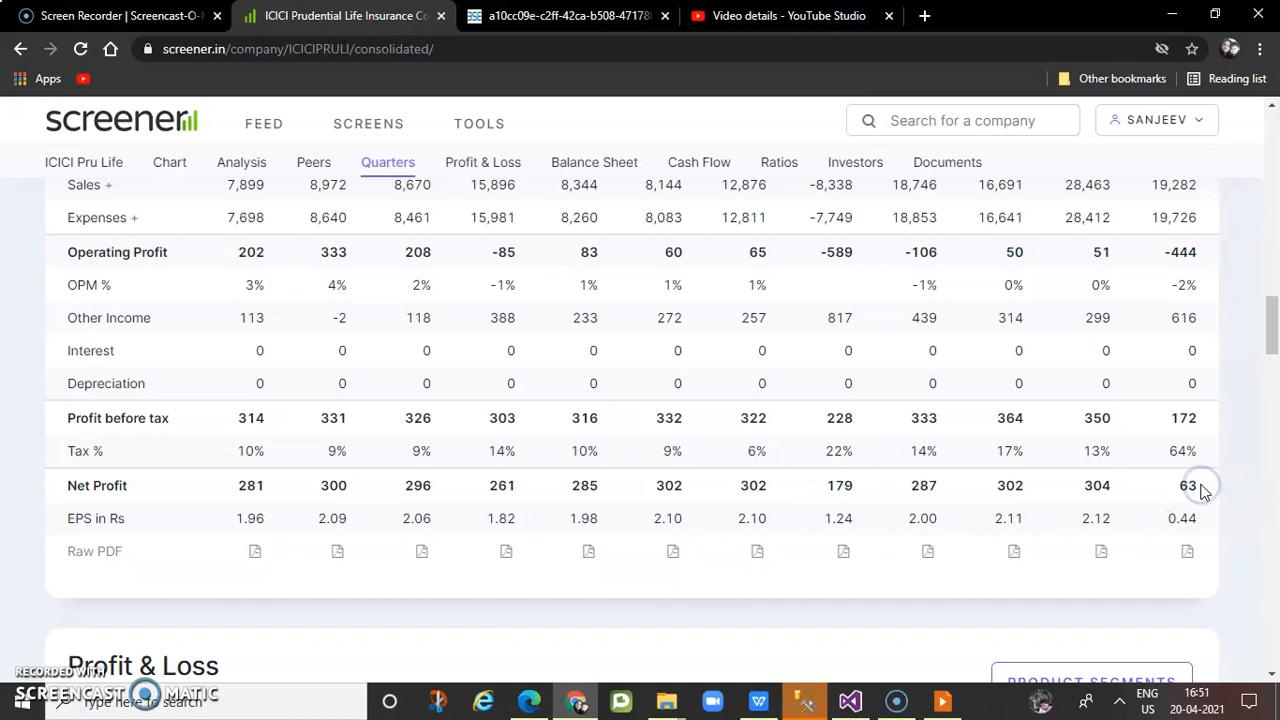 Screen Recorder | Screencast-O-M
ICICI Prudential Life Insurance Co
a10cc09e-c2ff-42ca-b508-47178
Video details - YouTube Studio
screener.in/company/ICICIPRULI/consolidated/
Apps
Other bookmarks
Reading list
screener
FEED
SCREENS
TOOLS
Search for a company
SANJEEV
ICICI Pru Life Chart Analysis Peers Quarters Profit & Loss Balance Sheet Cash Flow Ratios Investors Documents
Sales + 7,899 8,972 8,670 15,896 8,344 8,144 12,876 -8,338 18,746 16,691 28,463 19,282
Expenses + 7,698 8,640 8,461 15,981 8,260 8,083 12,811 -7,749 18,853 16,641 28,412 19,726
Operating Profit 202 333 208 -85 83 60 65 -589 -106 50 51 -444
OPM % 3% 4% 2% -1% 1% 1% 1% -1% 0% 0% -2%
Other Income 113 -2 118 388 233 272 257 817 439 314 299 616
Interest 0 0 0 0 0 0 0 0 0 0 0 0
Depreciation 0 0 0 0 0 0 0 0 0 0 0 0
Profit before tax 314 331 326 303 316 332 322 228 333 364 350 172
Tax % 10% 9% 9% 14% 10% 9% 6% 22% 14% 17% 13% 64%
Net Profit 281 300 296 261 285 302 302 179 287 302 304 63
EPS in Rs 1.96 2.09 2.06 1.82 1.98 2.10 2.10 1.24 2.00 2.11 2.12 0.44
Raw PDF
Profit & Loss
PRODUCT SEGMENTS
RECORDED WITH
SCREENCAST MATIC
Type here to search
ENG
US
16:51
20-04-2021